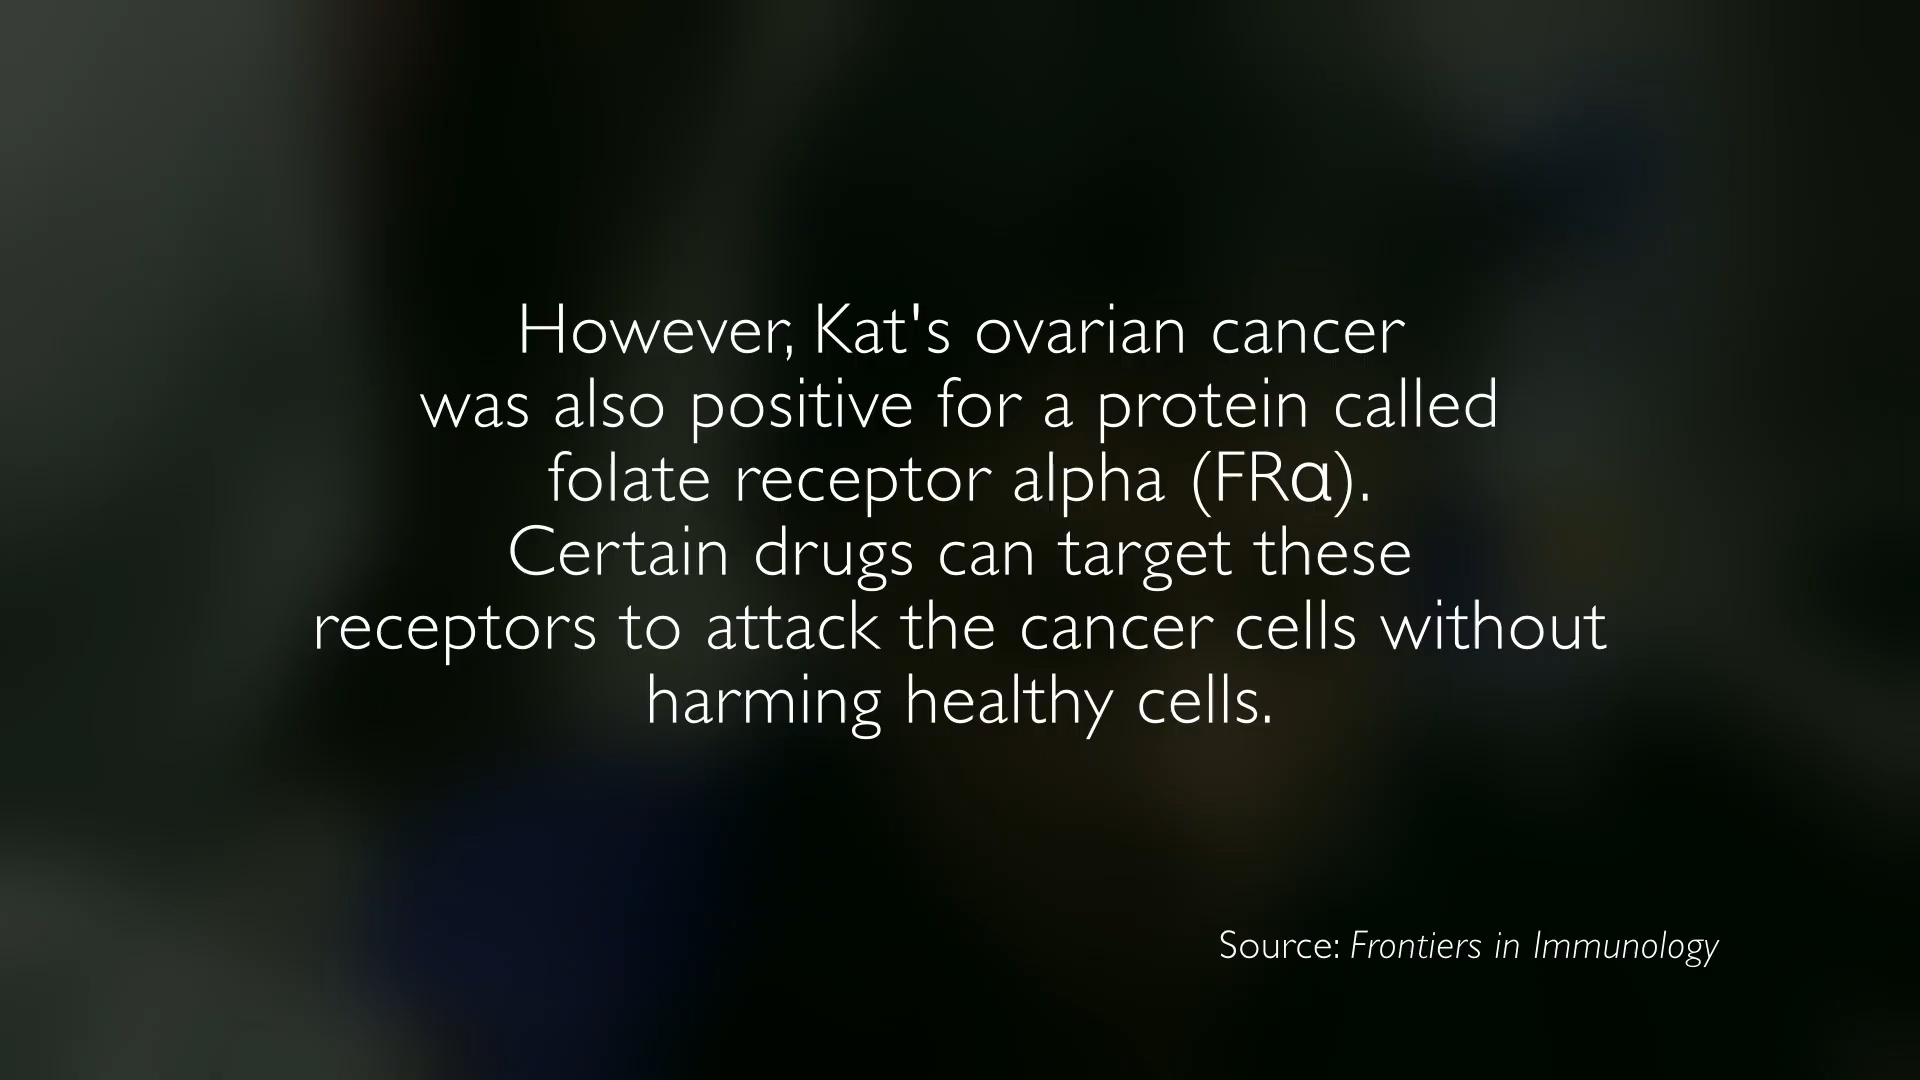 However, Kat's ovarian cancer
was also positive for a protein called
folate receptor alpha (FRα).
Certain drugs can target these
receptors to attack the cancer cells without
harming healthy cells.
Source: Frontiers in Immunology